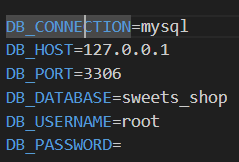 DB_CONNECTION=mysql
DB_HOST=127.0.0.1
DB_PORT=3306
DB_DATABASE=sweets_shop
DB_USERNAME=root
DB_PASSWORD=